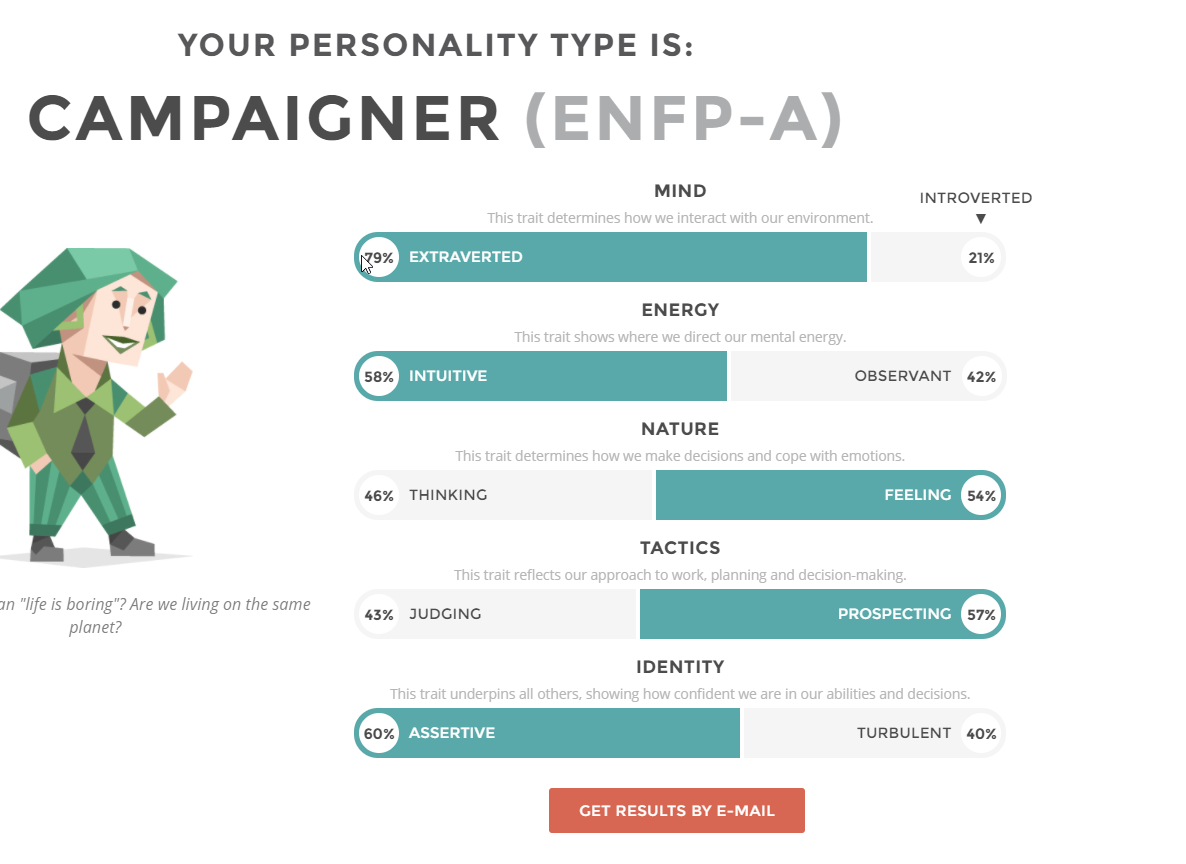 YOUR PERSONALITY TYPE IS:
CAMPAIGNER (ENFP-A)
MIND
INTROVERTED
This trait determines how we interact with our environment.
79% EXTRAVERTED 21%
ENERGY
This trait shows where we direct our mental energy.
58% INTUITIVE OBSERVANT 42%
NATURE
This trait determines how we make decisions and cope with emotions.
46% THINKING FEELING 54%
TACTICS
This trait reflects our approach to work, planning and decision-making.
43% JUDGING PROSPECTING 57%
IDENTITY
This trait underpins all others, showing how confident we are in our abilities and decisions.
60% ASSERTIVE TURBULENT 40%
"life is boring"? Are we living on the same
planet?
GET RESULTS BY E-MAIL